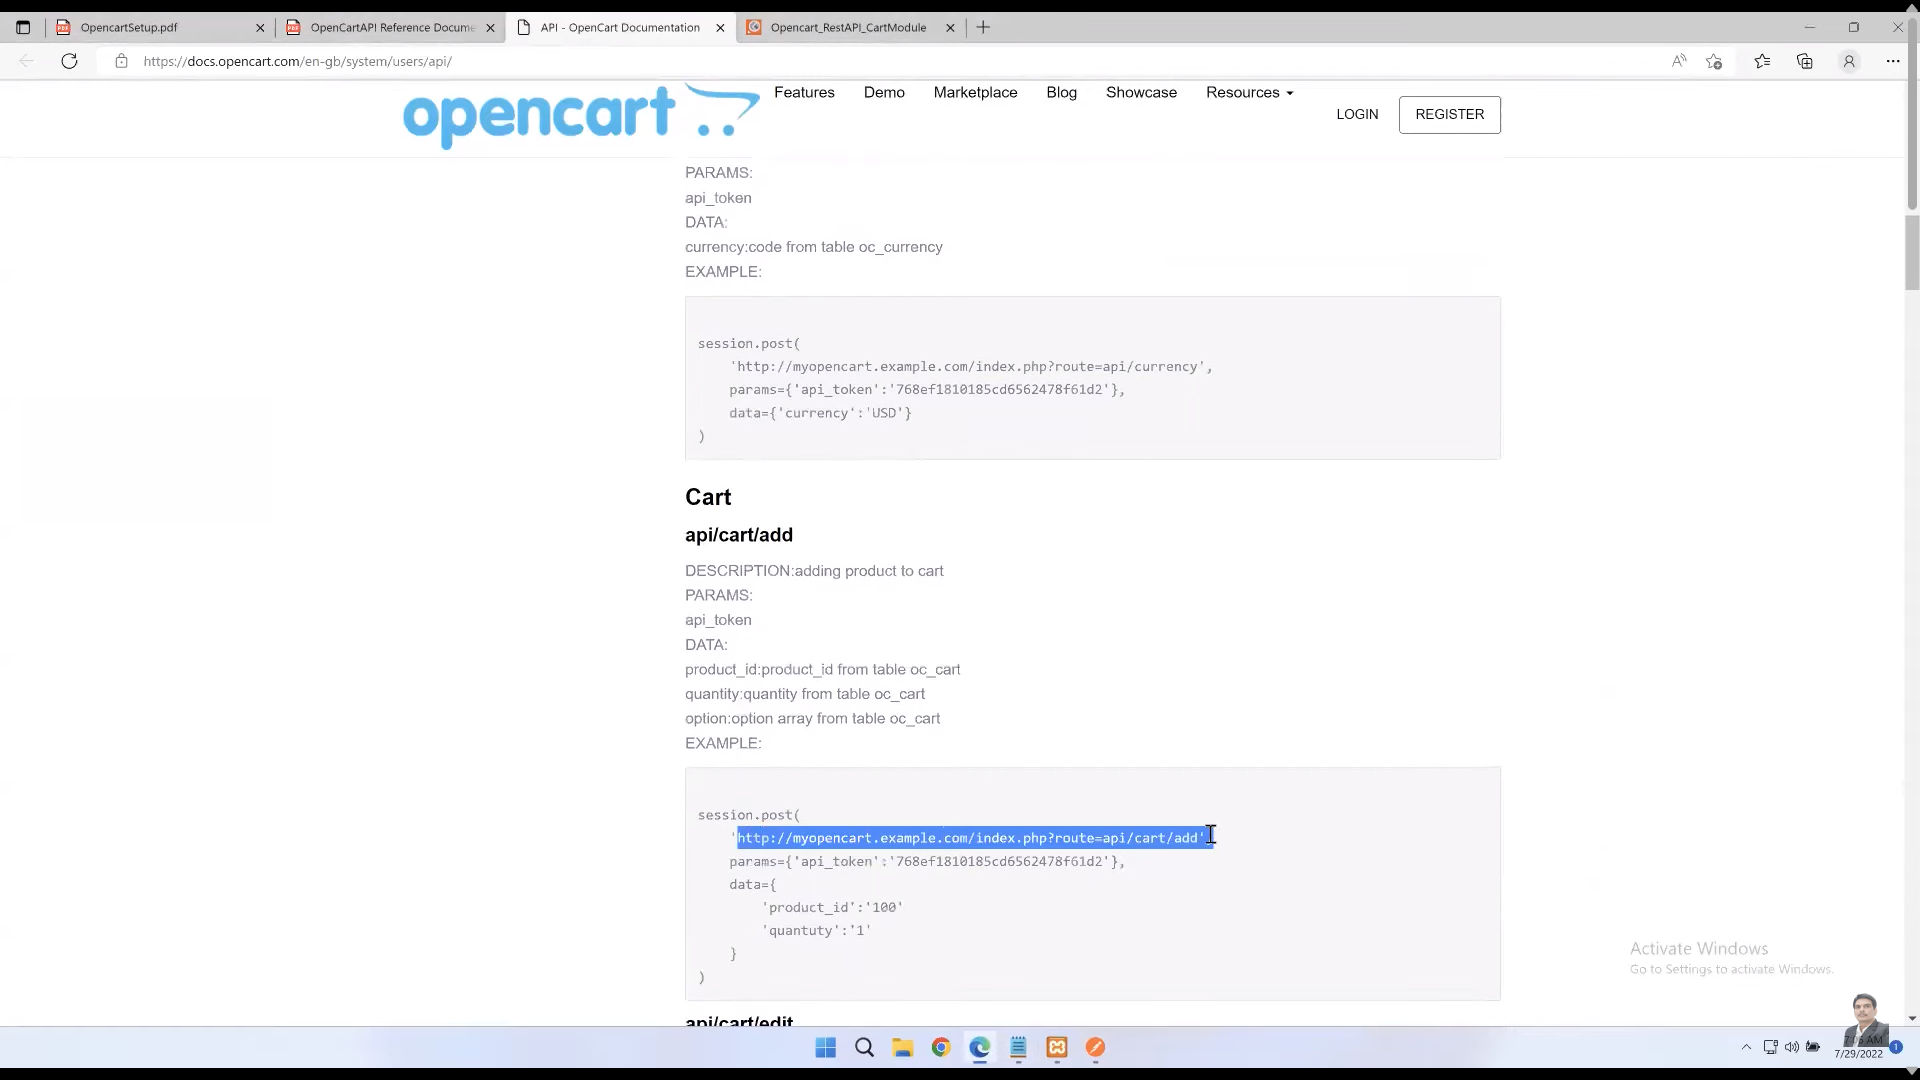 OpencartSetup.pdf
OpenCartAPI Reference Docume
API - OpenCart Documentation
Opencart_RestAPI_CartModule
https://docs.opencart.com/en-gb/system/users/api/
opencart
Features
Demo
Marketplace
Blog
Showcase
Resources
LOGIN
REGISTER
PARAMS:
api_token
DATA:
currency:code from table oc_currency
EXAMPLE:
session.post(
'http://myopencart.example.com/index.php?route=api/currency',
params={'api_token':'768ef1810185cd6562478f61d2'},
data={'currency':'USD'}
)
Cart
api/cart/add
DESCRIPTION:adding product to cart
PARAMS:
api_token
DATA:
product_id:product_id from table oc_cart
quantity:quantity from table oc_cart
option:option array from table oc_cart
EXAMPLE:
session.post(
'http://myopencart.example.com/index.php?route=api/cart/add'
params={'api_token':'768ef1810185cd6562478f61d2'},
data={
'product_id':'100'
'quantuty':'1'
}
)
api/cart/edit
Activate Windows
Go to Settings to activate Windows.
7/29/2022
1